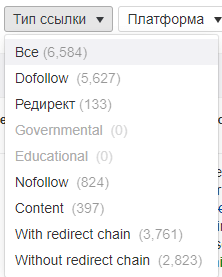 Тип ссылки Платформа
Все (6,584)
Dofollow (5,627)
Редирект (133)
Governmental (0)
Educational (0)
Nofollow (824)
Content (397)
With redirect chain (3,761)
Without redirect chain (2,823)